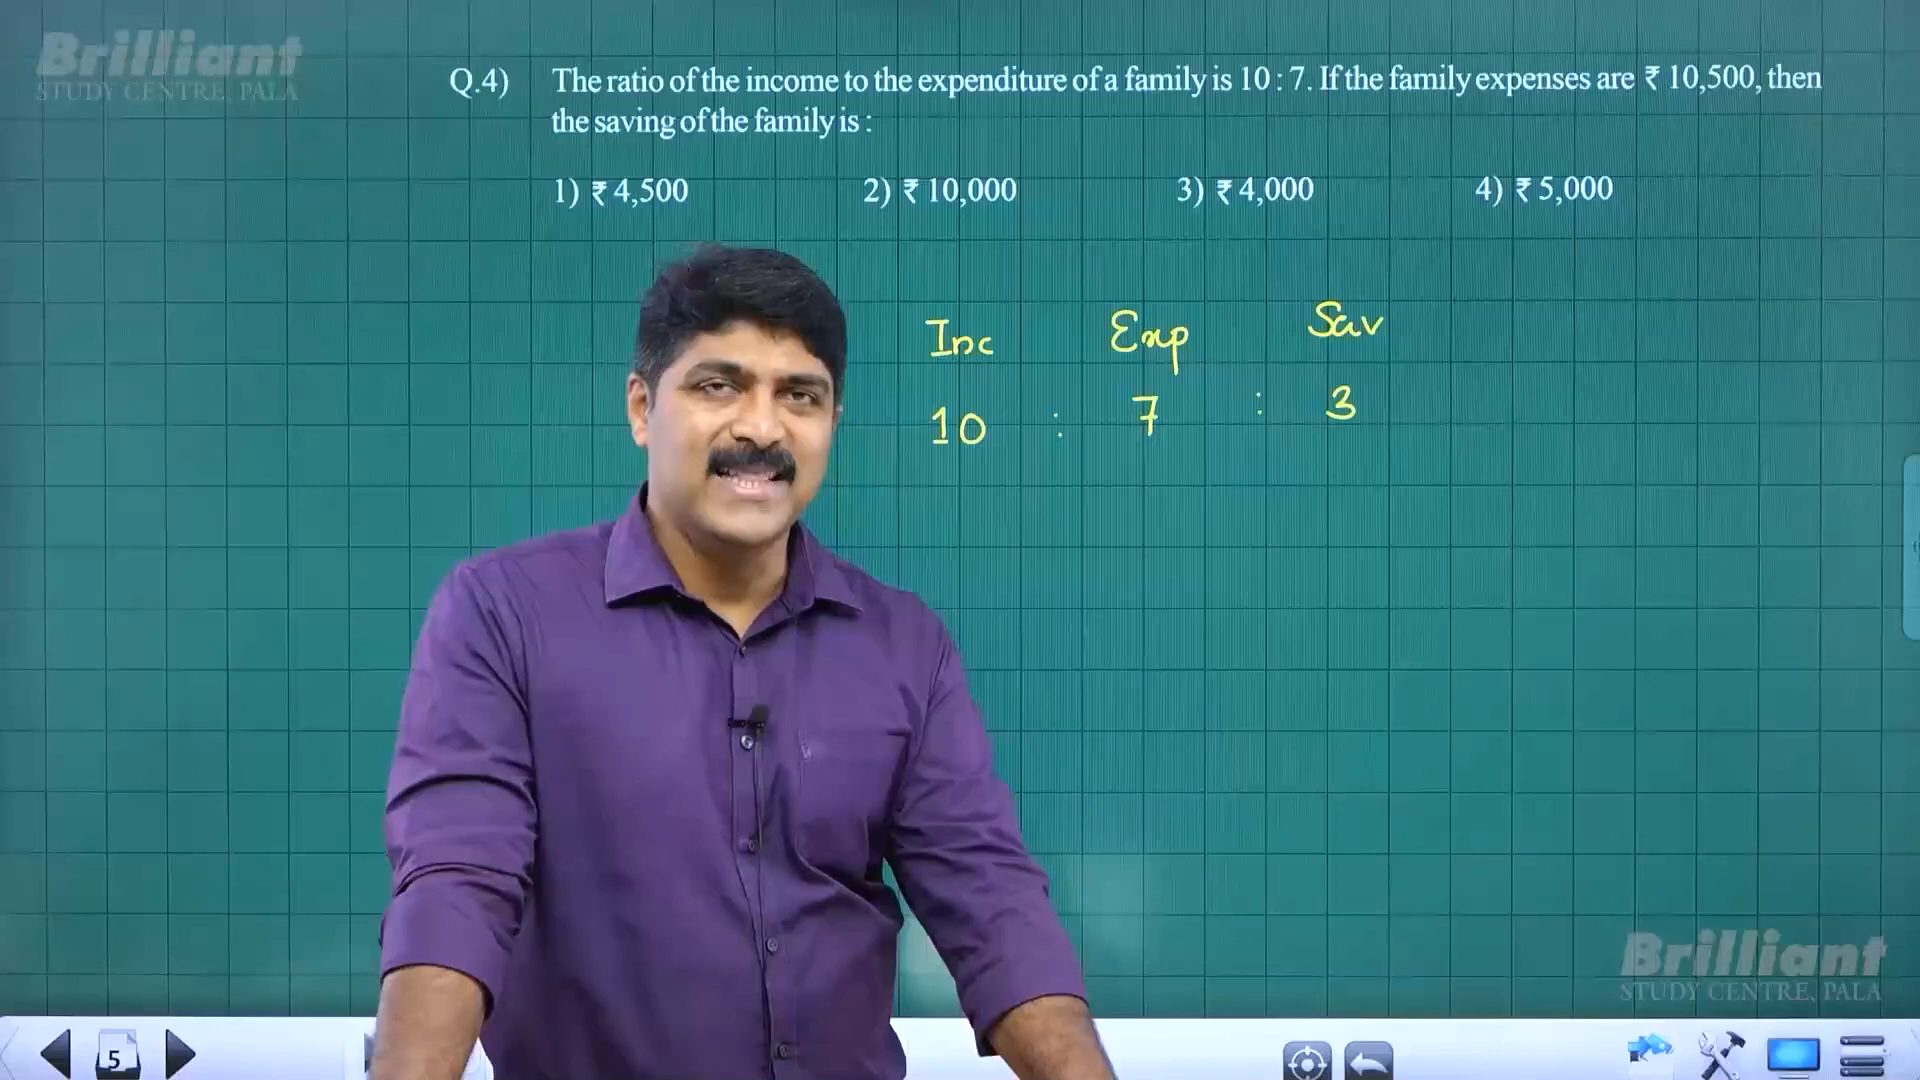 Brilliant
STUDY CENTRE, PALA
Q.4) The ratio of the income to the expenditure of a family is 10 : 7. If the family expenses are ₹ 10,500, then
the saving of the family is :
1) ₹ 4,500 2) ₹ 10,000 3) ₹ 4,000 4) ₹ 5,000
Inc Exp Sav
10 : 7 : 3
Brilliant
STUDY CENTRE, PALA
5